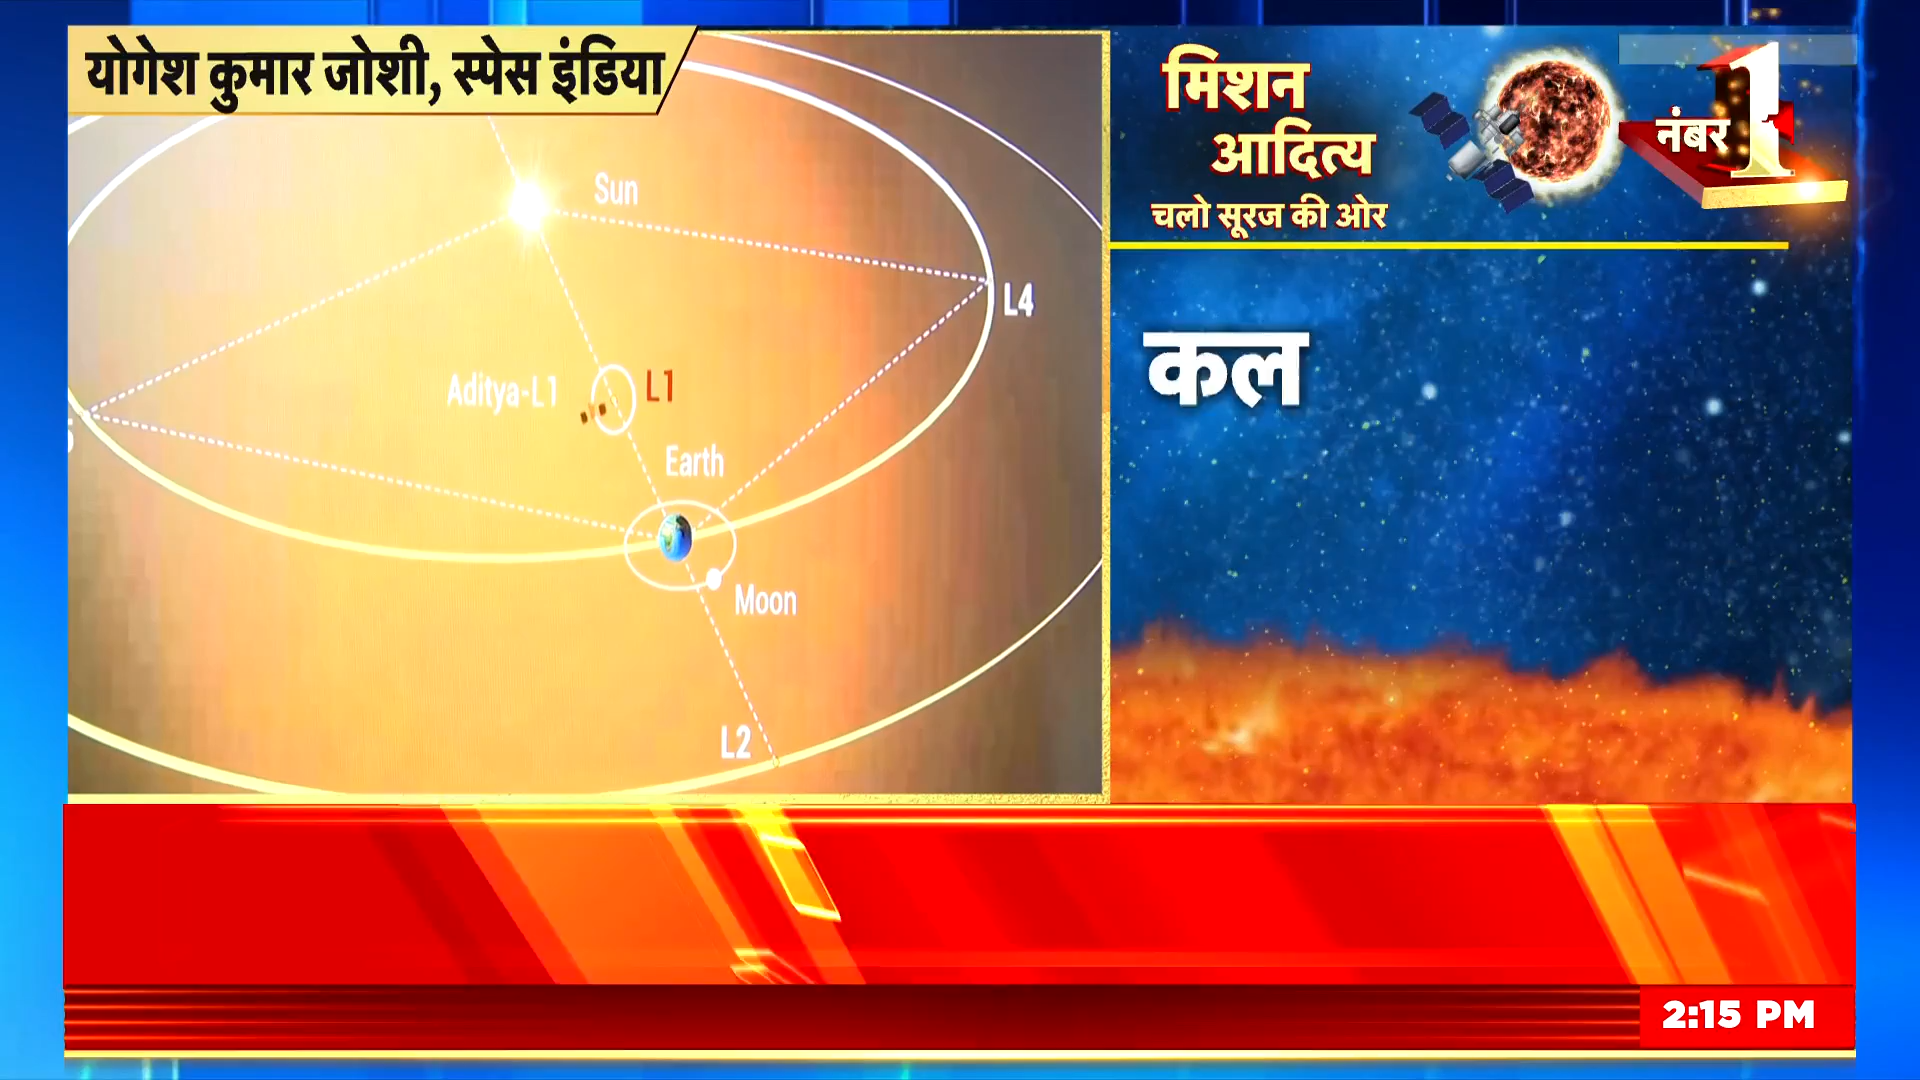 योगेश कुमार जोशी, स्पेस इंडिया
Sun
L4
Aditya-L1
L1
Earth
Moon
L2
मिशन
आदित्य
चलो सूरज की ओर
नंबर 1
कल
2:15 PM